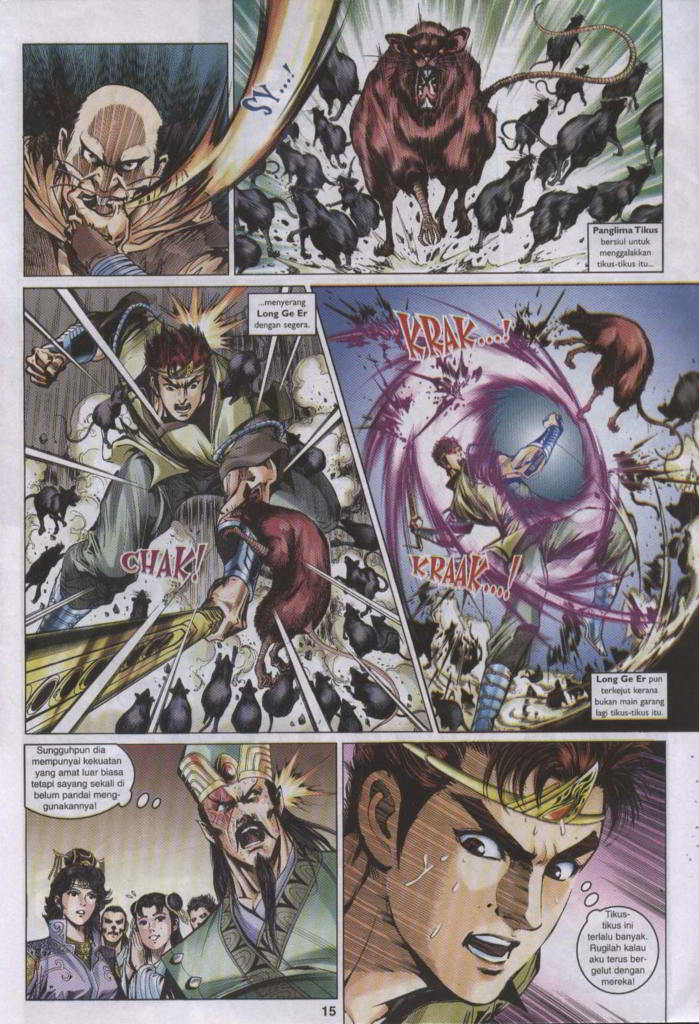 SY...!
Panglima Tikus
bersiul untuk
menggalakkan
tikus-tikus itu...
...menyerang
Long Ge Er
dengan segera.
CHAK!
KRAK...!
KRAAK...!
Long Ge Er pun
terkejut kerana
bukan main garang
lagi tikus-tikus itu.
Sungguhpun dia
mempunyai kekuatan
yang amat luar biasa
tetapi sayang sekali di
belum pandai meng-
gunakannya!
Tikus-
tikus ini
terlalu banyak.
Rugilah kalau
aku terus ber-
gelut dengan
mereka!
15